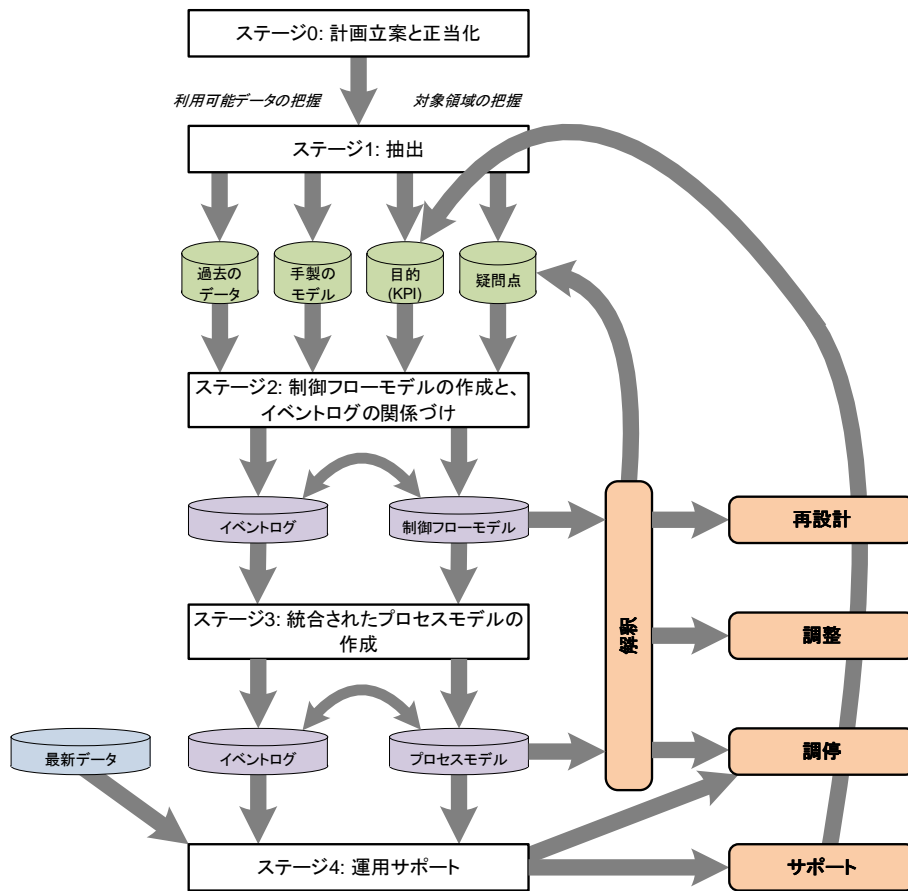 ステージ0: 計画立案と正当化
利用可能データの把握
対象領域の把握
ステージ1: 抽出
過去の
データ
手製の
モデル
目的
(KPI)
疑問点
ステージ2: 制御フローモデルの作成と、
イベントログの関係づけ
イベントログ
制御フローモデル
解釈
再設計
ステージ3: 統合されたプロセスモデルの
作成
調整
最新データ
イベントログ
プロセスモデル
調停
ステージ4: 運用サポート
サポート